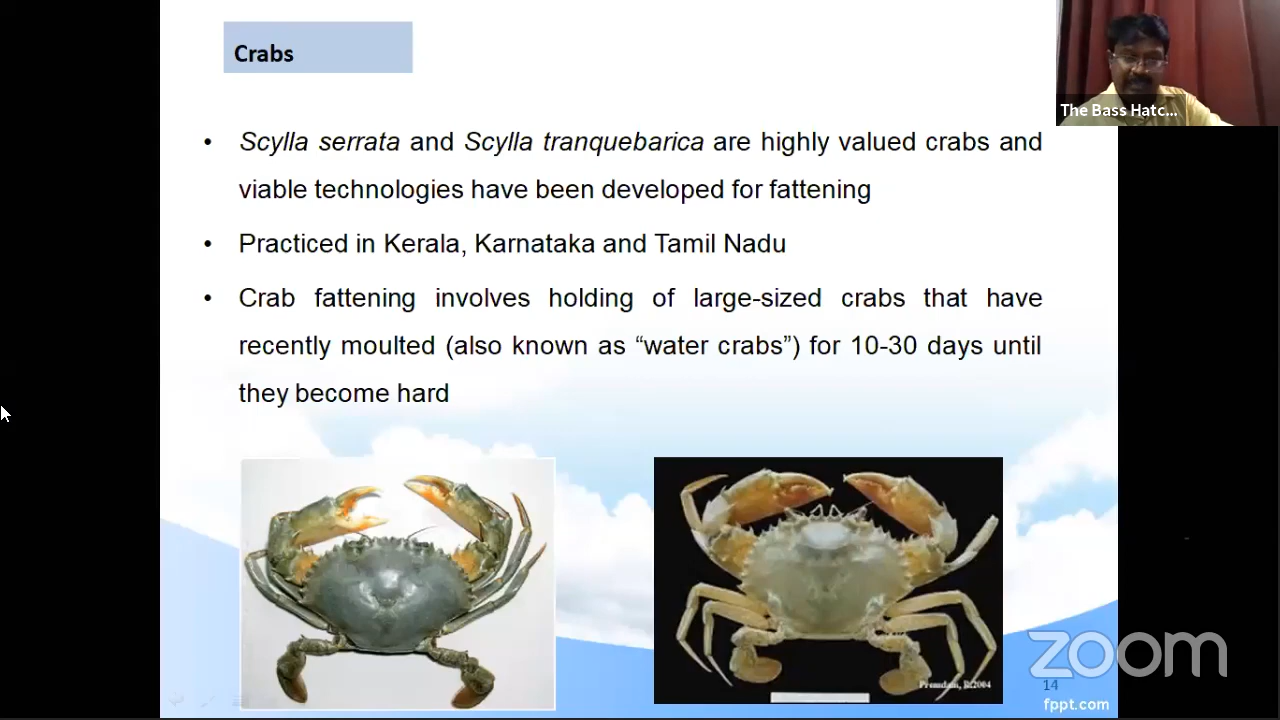 Crabs
The Bass Hatc...
• Scylla serrata and Scylla tranquebarica are highly valued crabs and
viable technologies have been developed for fattening
• Practiced in Kerala, Karnataka and Tamil Nadu
• Crab fattening involves holding of large-sized crabs that have
recently moulted (also known as “water crabs”) for 10-30 days until
they become hard
zoom
14
fppt.com